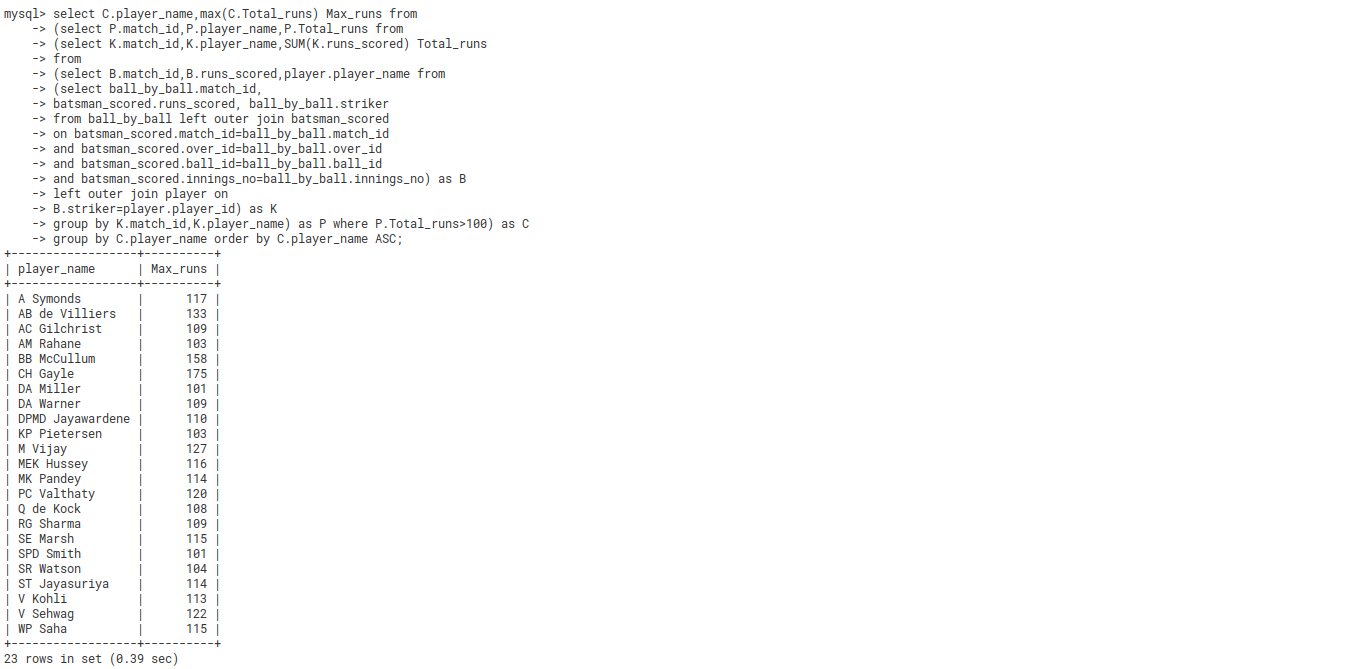 mysql> select C.player_name,max(C.Total_runs) Max_runs from
    -> (select P.match_id,P.player_name,P.Total_runs from
    -> (select K.match_id,K.player_name,SUM(K.runs_scored) Total_runs
    -> from
    -> (select B.match_id,B.runs_scored,player.player_name from
    -> (select ball_by_ball.match_id,
    -> batsman_scored.runs_scored, ball_by_ball.striker
    -> from ball_by_ball left outer join batsman_scored
    -> on batsman_scored.match_id=ball_by_ball.match_id
    -> and batsman_scored.over_id=ball_by_ball.over_id
    -> and batsman_scored.ball_id=ball_by_ball.ball_id
    -> and batsman_scored.innings_no=ball_by_ball.innings_no) as B
    -> left outer join player on
    -> B.striker=player.player_id) as K
    -> group by K.match_id,K.player_name) as P where P.Total_runs>100) as C
    -> group by C.player_name order by C.player_name ASC;
+------------------+----------+
| player_name      | Max_runs |
+------------------+----------+
| A Symonds        |      117 |
| AB de Villiers   |      133 |
| AC Gilchrist     |      109 |
| AM Rahane        |      103 |
| BB McCullum      |      158 |
| CH Gayle         |      175 |
| DA Miller        |      101 |
| DA Warner        |      109 |
| DPMD Jayawardene |      110 |
| KP Pietersen     |      103 |
| M Vijay          |      127 |
| MEK Hussey       |      116 |
| MK Pandey        |      114 |
| PC Valthaty      |      120 |
| Q de Kock        |      108 |
| RG Sharma        |      109 |
| SE Marsh         |      115 |
| SPD Smith        |      101 |
| SR Watson        |      104 |
| ST Jayasuriya    |      114 |
| V Kohli          |      113 |
| V Sehwag         |      122 |
| WP Saha          |      115 |
+------------------+----------+
23 rows in set (0.39 sec)